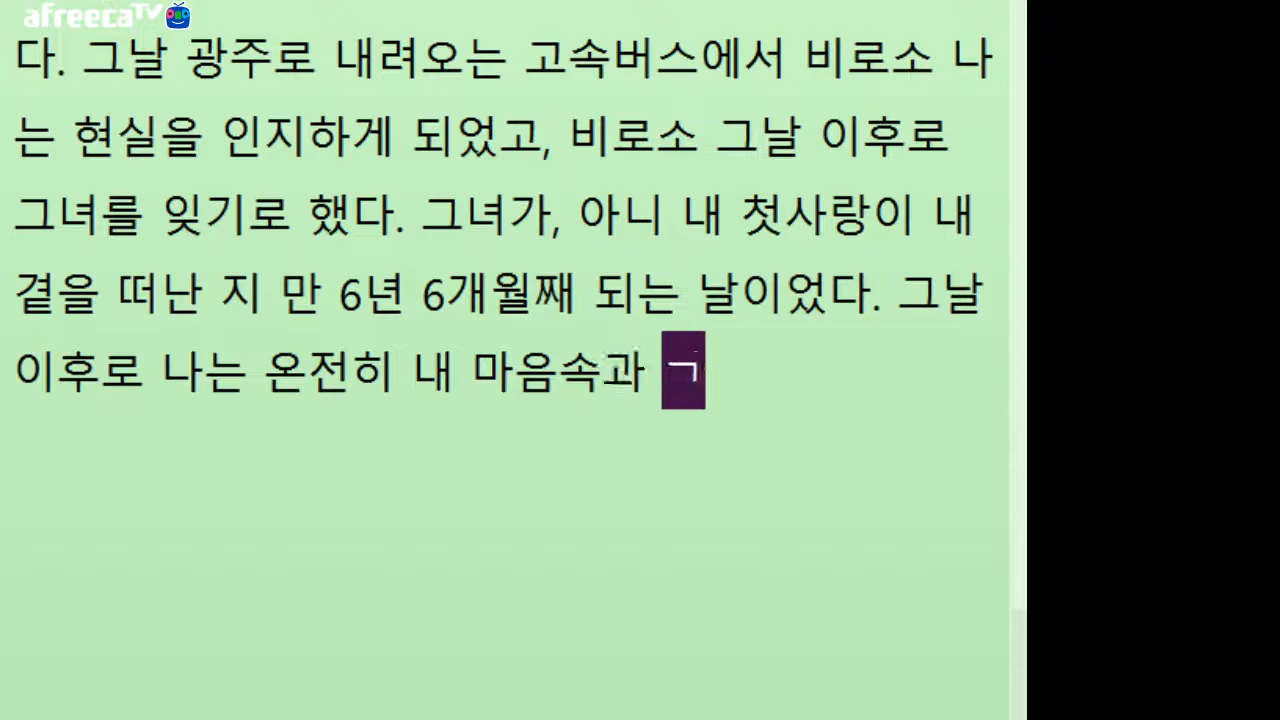 afreecaTV
다. 그날 광주로 내려오는 고속버스에서 비로소 나
는 현실을 인지하게 되었고, 비로소 그날 이후로
그녀를 잊기로 했다. 그녀가, 아니 내 첫사랑이 내
곁을 떠난 지 만 6년 6개월째 되는 날이었다. 그날
이후로 나는 온전히 내 마음속과 ㄱ